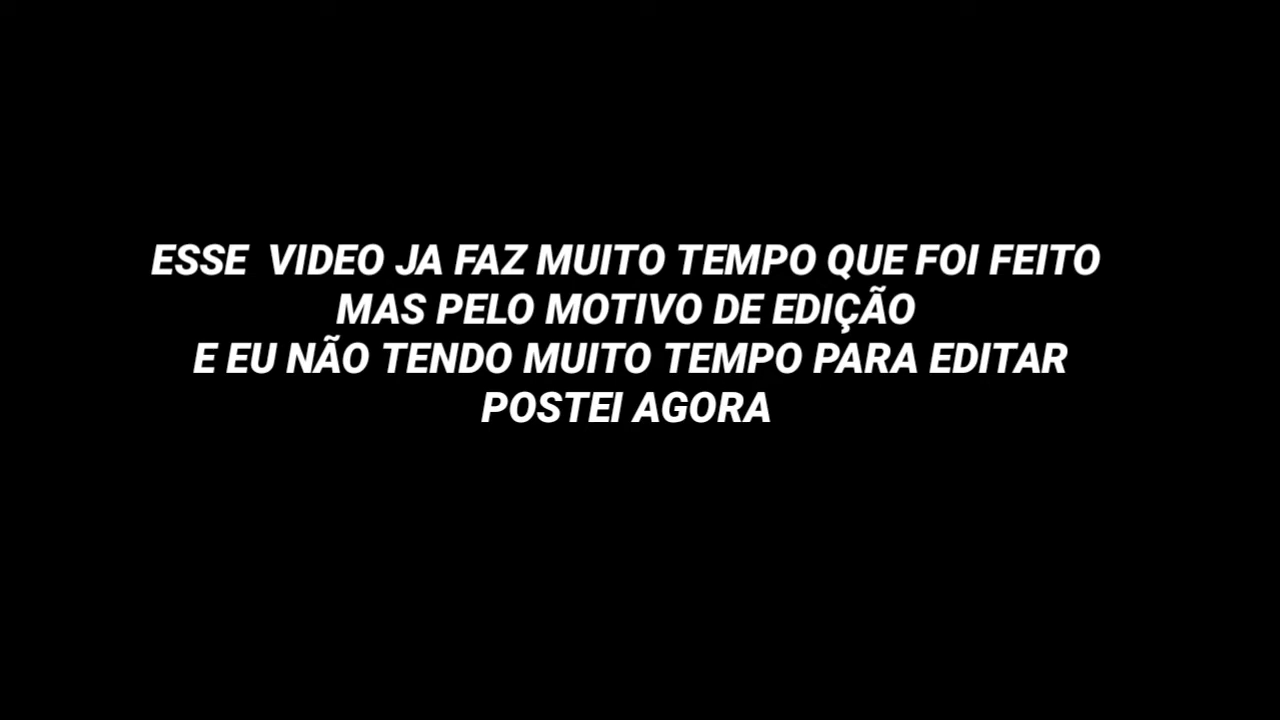 ESSE  VIDEO JA FAZ MUITO TEMPO QUE FOI FEITO
MAS PELO MOTIVO DE EDIÇÃO
E EU NÃO TENDO MUITO TEMPO PARA EDITAR
POSTEI AGORA